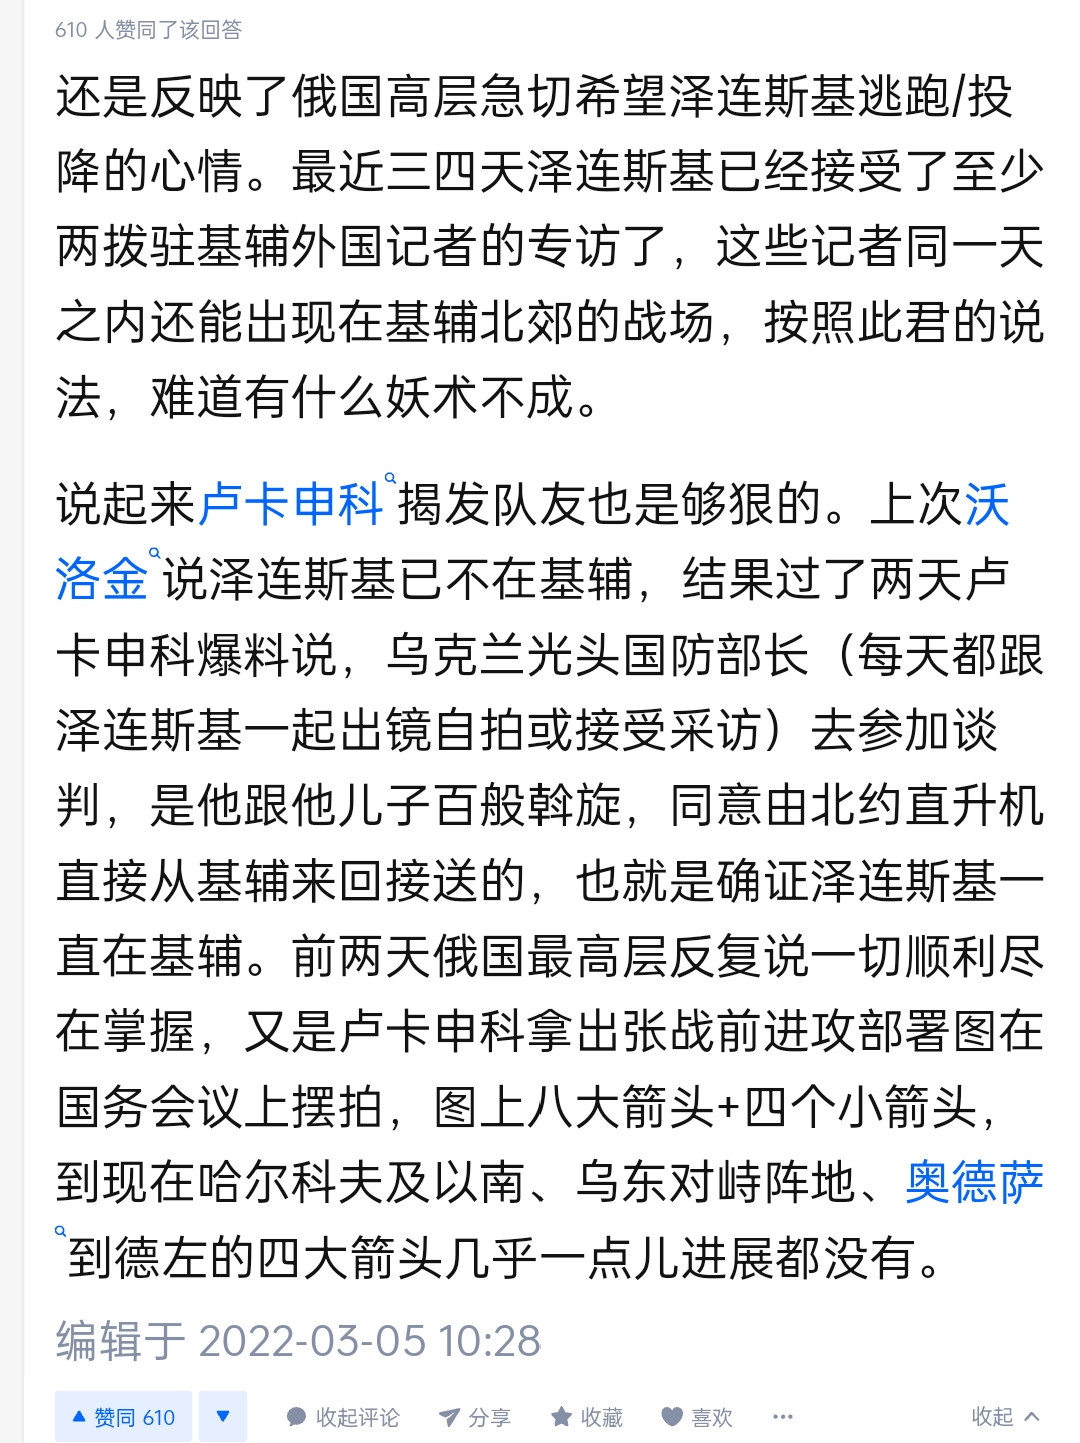 610 人赞同了该回答
还是反映了俄国高层急切希望泽连斯基逃跑/投
降的心情。最近三四天泽连斯基已经接受了至少
两拨驻基辅外国记者的专访了，这些记者同一天
之内还能出现在基辅北郊的战场，按照此君的说
法，难道有什么妖术不成。
说起来卢卡申科揭发队友也是够狠的。上次沃
洛金说泽连斯基已不在基辅，结果过了两天卢
卡申科爆料说，乌克兰光头国防部长（每天都跟
泽连斯基一起出镜自拍或接受采访）去参加谈
判，是他跟他儿子百般斡旋，同意由北约直升机
直接从基辅来回接送的，也就是确证泽连斯基一
直在基辅。前两天俄国最高层反复说一切顺利尽
在掌握，又是卢卡申科拿出张战前进攻部署图在
国务会议上摆拍，图上八大箭头+四个小箭头，
到现在哈尔科夫及以南、乌东对峙阵地、奥德萨
到德左的四大箭头几乎一点儿进展都没有。
编辑于 2022-03-05 10:28
赞同 610 收起评论 分享 收藏 喜欢 ··· 收起